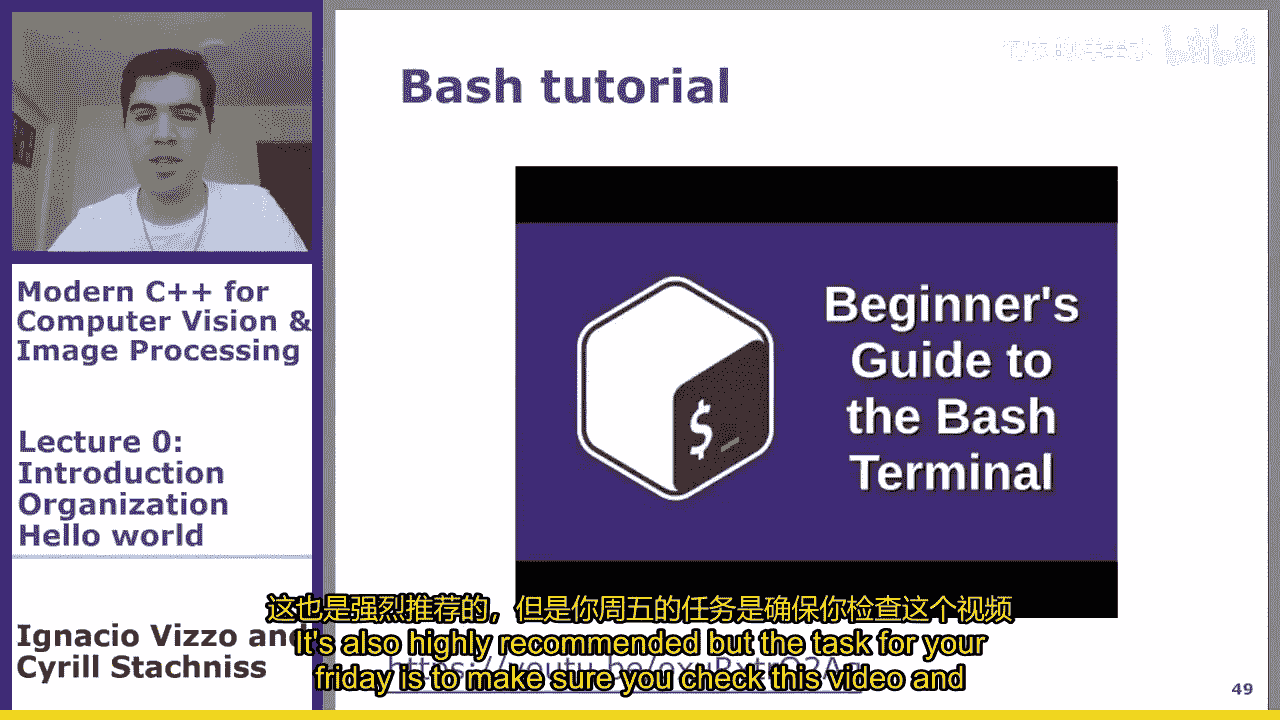 Bash tutorial
Beginner's
Guide to
the Bash
Terminal
$_
Modern C++ for
Computer Vision &
Image Processing
Lecture 0:
Introduction
Organization
Hello world
Ignacio Vizzo and
Cyrill Stachniss
这也是强烈推荐的，但是你周五的任务是确保你检查这个视频
It's also highly recommended but the task for your
friday is to make sure you check this video and
49